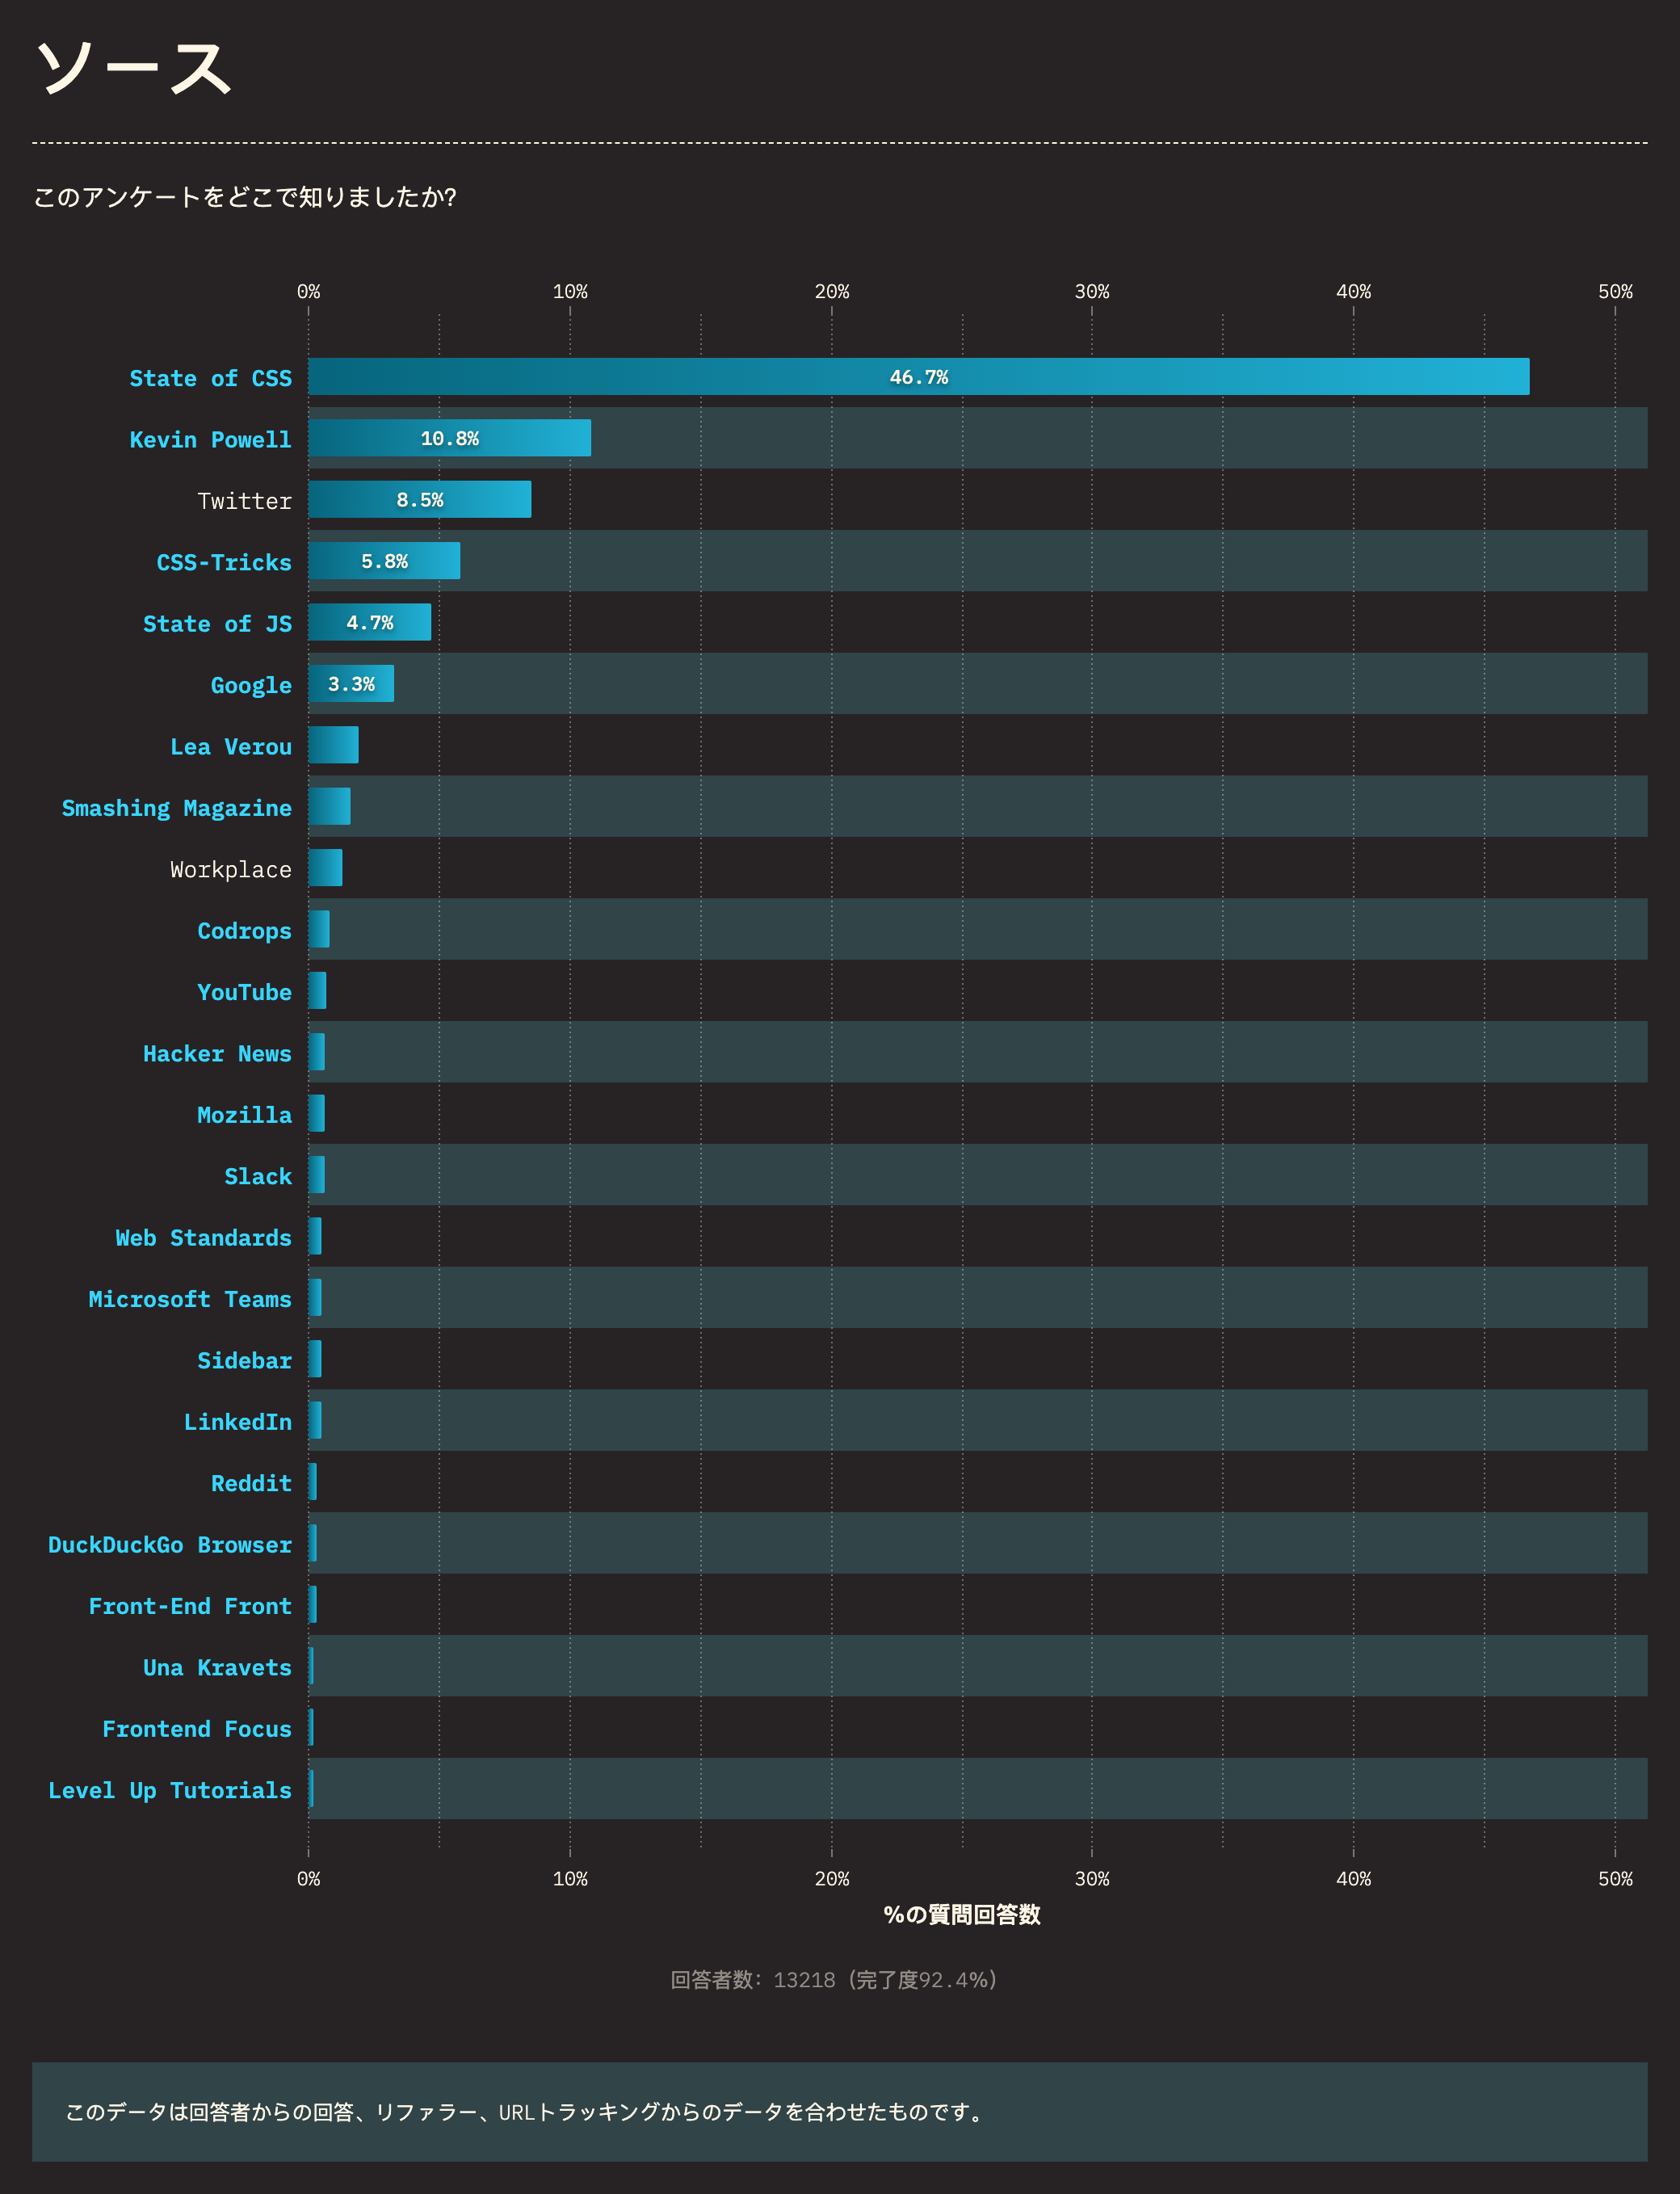 ソース
このアンケートをどこで知りましたか?
0% 10% 20% 30% 40% 50%
State of CSS 46.7%
Kevin Powell 10.8%
Twitter 8.5%
CSS-Tricks 5.8%
State of JS 4.7%
Google 3.3%
Lea Verou
Smashing Magazine
Workplace
Codrops
YouTube
Hacker News
Mozilla
Slack
Web Standards
Microsoft Teams
Sidebar
LinkedIn
Reddit
DuckDuckGo Browser
Front-End Front
Una Kravets
Frontend Focus
Level Up Tutorials
0% 10% 20% 30% 40% 50%
%の質問回答数
回答者数: 13218 (完了度92.4%)
このデータは回答者からの回答、リファラー、URLトラッキングからのデータを合わせたものです。